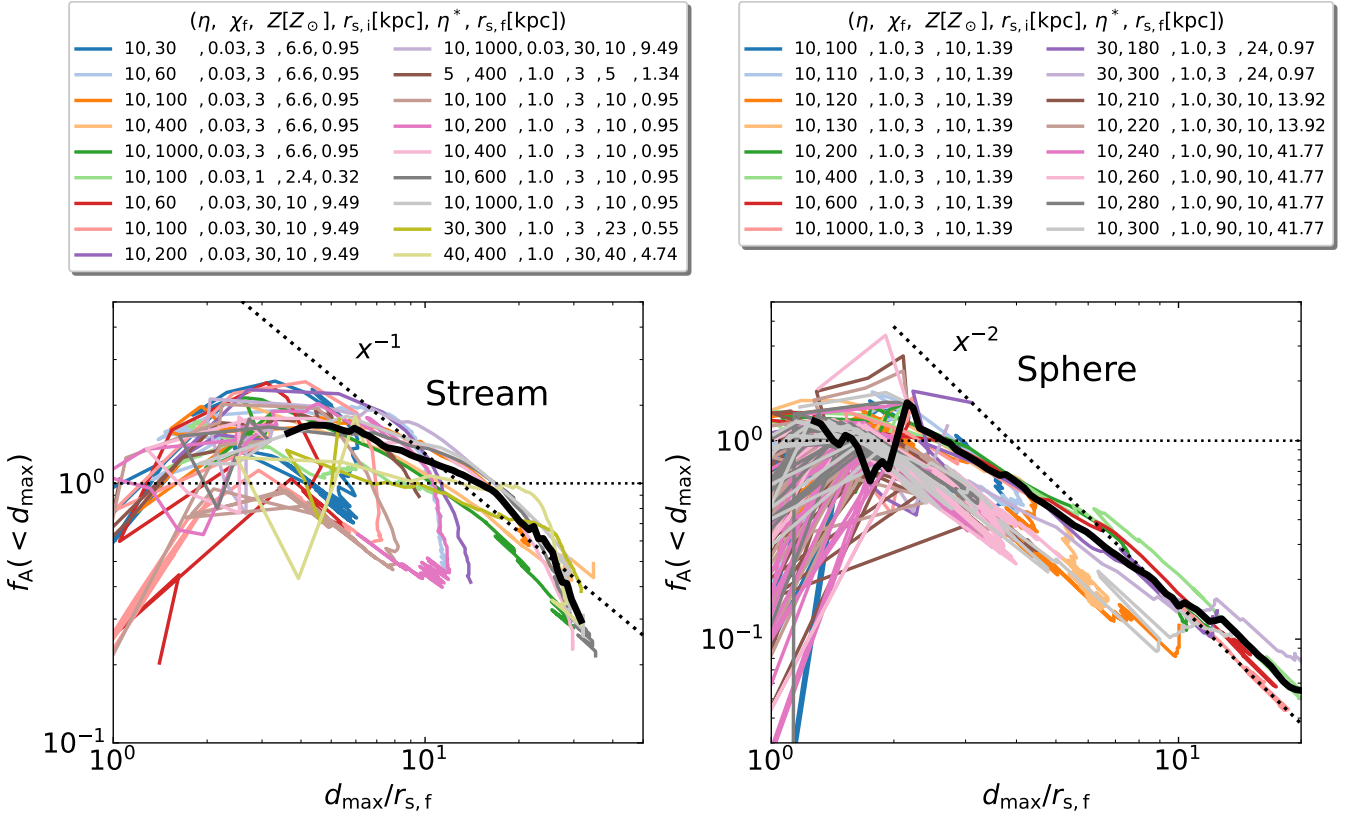 (η, χf, Z[Z⊙], rs,i[kpc], η*, rs,f[kpc])
10,30 ,0.03,3 ,6.6,0.95
10,60 ,0.03,3 ,6.6,0.95
10,100 ,0.03,3 ,6.6,0.95
10,400 ,0.03,3 ,6.6,0.95
10,1000,0.03,3 ,6.6,0.95
10,100 ,0.03,1 ,2.4,0.32
10,60 ,0.03,30,10 ,9.49
10,100 ,0.03,30,10 ,9.49
10,200 ,0.03,30,10 ,9.49
10,1000,0.03,30,10 ,9.49
5 ,400 ,1.0 ,3 ,5 ,1.34
10,100 ,1.0 ,3 ,10,0.95
10,200 ,1.0 ,3 ,10,0.95
10,400 ,1.0 ,3 ,10,0.95
10,600 ,1.0 ,3 ,10,0.95
10,1000,1.0 ,3 ,10,0.95
30,300 ,1.0 ,3 ,23,0.55
40,400 ,1.0 ,30,40,4.74
(η, χf, Z[Z⊙], rs,i[kpc], η*, rs,f[kpc])
10,100 ,1.0,3 ,10,1.39
10,110 ,1.0,3 ,10,1.39
10,120 ,1.0,3 ,10,1.39
10,130 ,1.0,3 ,10,1.39
10,200 ,1.0,3 ,10,1.39
10,400 ,1.0,3 ,10,1.39
10,600 ,1.0,3 ,10,1.39
10,1000,1.0,3 ,10,1.39
30,180 ,1.0,3 ,24,0.97
30,300 ,1.0,3 ,24,0.97
10,210 ,1.0,30,10,13.92
10,220 ,1.0,30,10,13.92
10,240 ,1.0,90,10,41.77
10,260 ,1.0,90,10,41.77
10,280 ,1.0,90,10,41.77
10,300 ,1.0,90,10,41.77
x⁻¹
Stream
10⁰
10⁻¹
fA( < dmax)
10⁰
10¹
dmax/rs,f
x⁻²
Sphere
10⁰
10⁻¹
fA( < dmax)
10⁰
10¹
dmax/rs,f